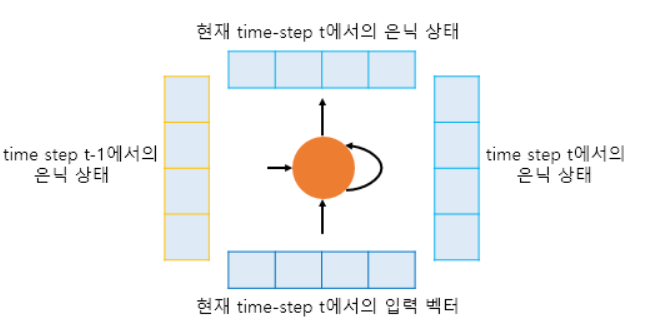 현재 time-step t에서의 은닉 상태
time step t-1에서의
은닉 상태
time step t에서의
은닉 상태
현재 time-step t에서의 입력 벡터